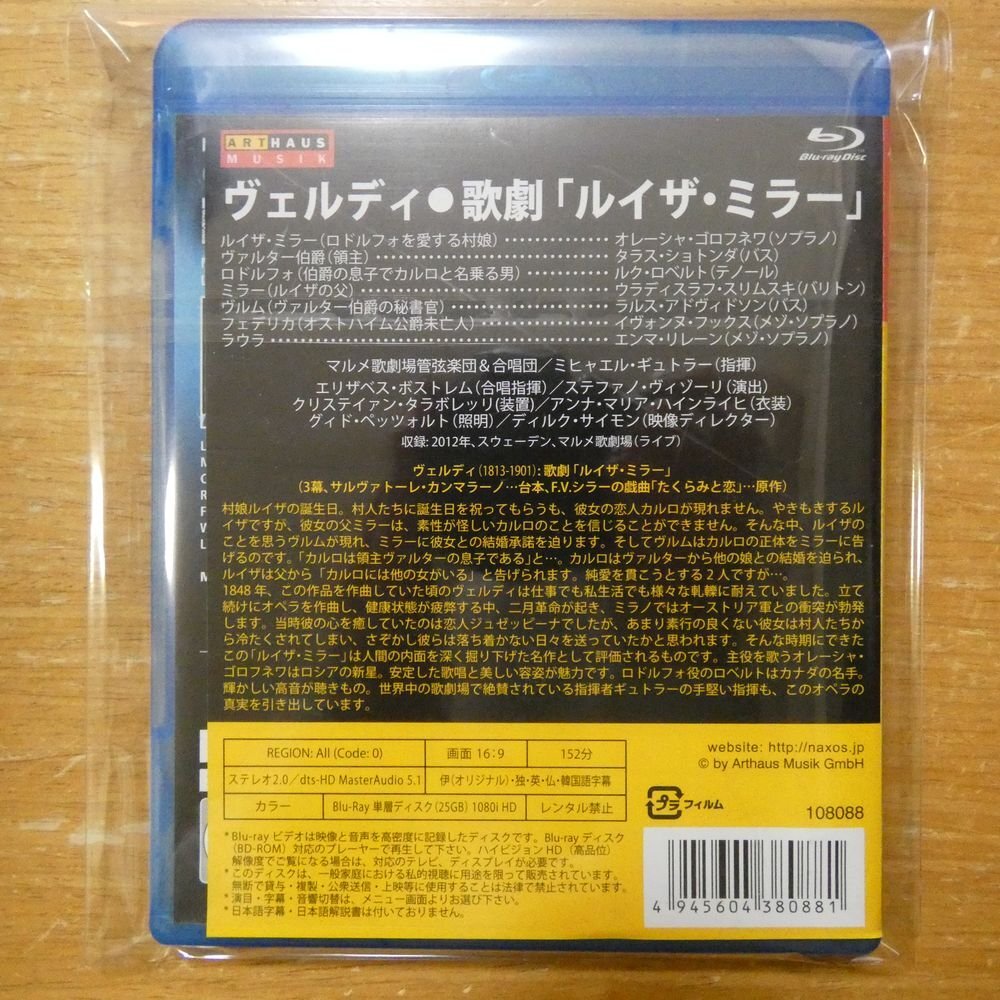 ARTHAUS
MUSIK
Blu-ray Disc
ヴェルディ●歌劇「ルイザ・ミラー」
ルイザ・ミラー(ロドルフォを愛する村娘) オレーシャ・ゴロフネワ(ソプラノ)
ヴァルター伯爵(領主) タラス・ショトンダ(バス)
ロドルフォ(伯爵の息子でカルロと名乗る男) ルク・ロベルト(テノール)
ミラー(ルイザの父) ウラディスラフ・スリムスキ(バリトン)
ヴルム(ヴァルター伯爵の秘書官) ラルス・アドヴィドソン(バス)
フェデリカ(オストハイム公爵未亡人) イヴォンヌ・フックス(メゾ・ソプラノ)
ラウラ エンマ・リレーン(メゾ・ソプラノ)
マルメ歌劇場管弦楽団&合唱団/ミヒャエル・ギュトラー(指揮)
エリザベス・ボストレム(合唱指揮)/ステファノ・ヴィゾーリ(演出)
クリステイァン・タラボレッリ(装置)/アンナ・マリア・ハインライヒ(衣装)
グィド・ペッツォルト(照明)/ディルク・サイモン(映像ディレクター)
収録: 2012年、スウェーデン、マルメ歌劇場(ライブ)
ヴェルディ(1813-1901): 歌劇「ルイザ・ミラー」
(3幕、サルヴァトーレ・カンマラーノ…台本、F.V.シラーの戯曲「たくらみと恋」…原作)
村娘ルイザの誕生日。村人たちに誕生日を祝ってもらうも、彼女の恋人カルロが現れません。やきもきするル
イザですが、彼女の父ミラーは、素性が怪しいカルロのことを信じることができません。そんな中、ルイザの
ことを思うヴルムが現れ、ミラーに彼女との結婚承諾を迫ります。そしてヴルムはカルロの正体をミラーに告
げるのです。「カルロは領主ヴァルターの息子である」と…。カルロはヴァルターから他の娘との結婚を迫られ、
ルイザは父から「カルロには他の女がいる」と告げられます。純愛を貫こうとする2人ですが…。
1848年、この作品を作曲していた頃のヴェルディは仕事でも私生活でも様々な軋轢に耐えていました。立て
続けにオペラを作曲し、健康状態が疲弊する中、二月革命が起き、ミラノではオーストリア軍との衝突が勃発
します。当時彼の心を癒していたのは恋人ジュゼッピーナでしたが、あまり素行の良くない彼女は村人たちか
ら冷たくされてしまい、さぞかし彼らは落ち着かない日々を送っていたかと思われます。そんな時期にできた
この「ルイザ・ミラー」は人間の内面を深く掘り下げた名作として評価されるものです。主役を歌うオレーシャ・
ゴロフネワはロシアの新星。安定した歌唱と美しい容姿が魅力です。ロドルフォ役のロベルトはカナダの名手。
輝かしい高音が聴きもの。世界中の歌劇場で絶賛されている指揮者ギュトラーの手堅い指揮も、このオペラの
真実を引き出しています。
REGION: All (Code: 0) 画面 16:9 152分
ステレオ2.0/dts-HD MasterAudio 5.1 伊(オリジナル)・独・英・仏・韓国語字幕
カラー Blu-Ray 単層ディスク(25GB) 1080i HD レンタル禁止
website: http://naxos.jp
© by Arthaus Musik GmbH
プラ フィルム
108088
*Blu-ray ビデオは映像と音声を高密度に記録したディスクです。Blu-ray ディスク
(BD-ROM) 対応のプレーヤーで再生して下さい。ハイビジョン HD (高品位)
解像度でご覧になる場合は、対応のテレビ、ディスプレイが必要です。
*このディスクは、一般家庭における私的視聴に用途を限って販売されています。
無断で貸与・複製・公衆送信・上映等に使用することは法律で禁止されています。
*演目・字幕・音響切替は、メニュー画面よりお選び下さい。
*日本語字幕・日本語解説書は付いておりません。
4 945604 380881